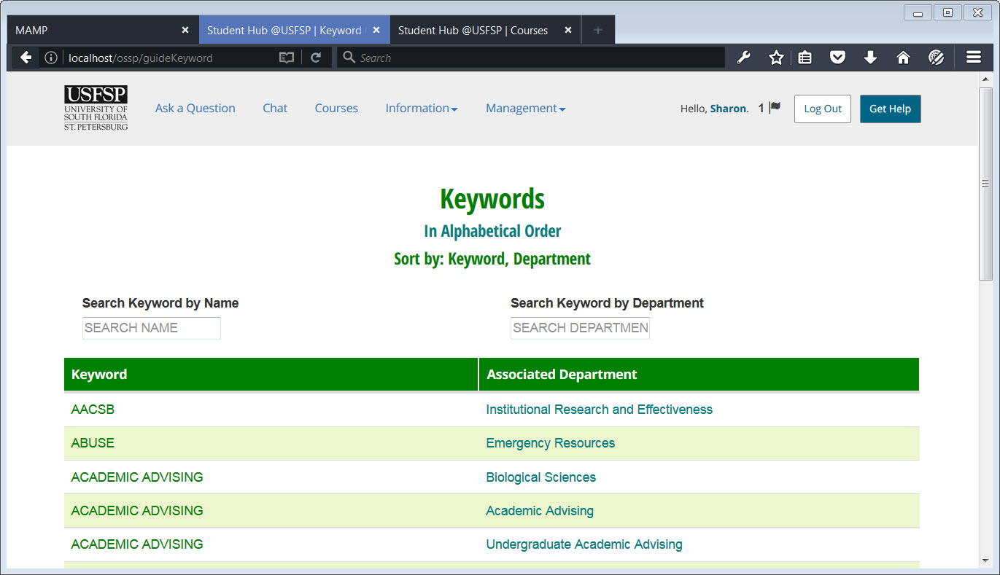 MAMP
Student Hub @USFSP | Keyword
Student Hub @USFSP | Courses
localhost/ossp/guideKeyword
Search
USFSP
UNIVERSITY OF
SOUTH FLORIDA
ST. PETERSBURG
Ask a Question Chat Courses Information Management
Hello, Sharon. 1 Log Out Get Help
Keywords
In Alphabetical Order
Sort by: Keyword, Department
Search Keyword by Name Search Keyword by Department
SEARCH NAME SEARCH DEPARTMEN
Keyword Associated Department
AACSB Institutional Research and Effectiveness
ABUSE Emergency Resources
ACADEMIC ADVISING Biological Sciences
ACADEMIC ADVISING Academic Advising
ACADEMIC ADVISING Undergraduate Academic Advising